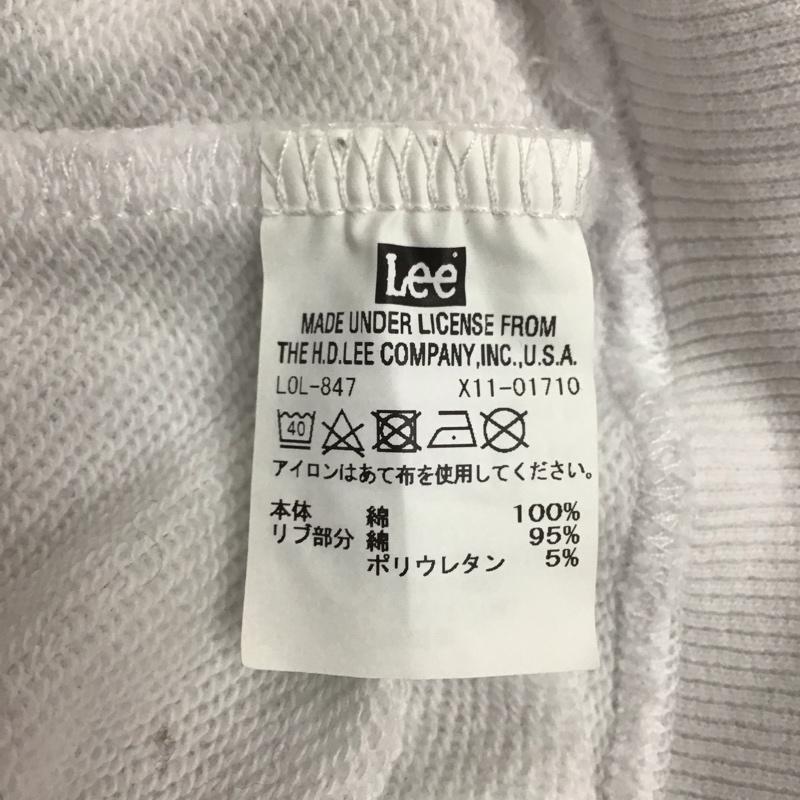 Lee
MADE UNDER LICENSE FROM
THE H.D.LEE COMPANY,INC.,U.S.A.
LOL-847 X11-01710
40
アイロンはあて布を使用してください。
本体 綿 100%
リブ部分 綿 95%
ポリウレタン 5%